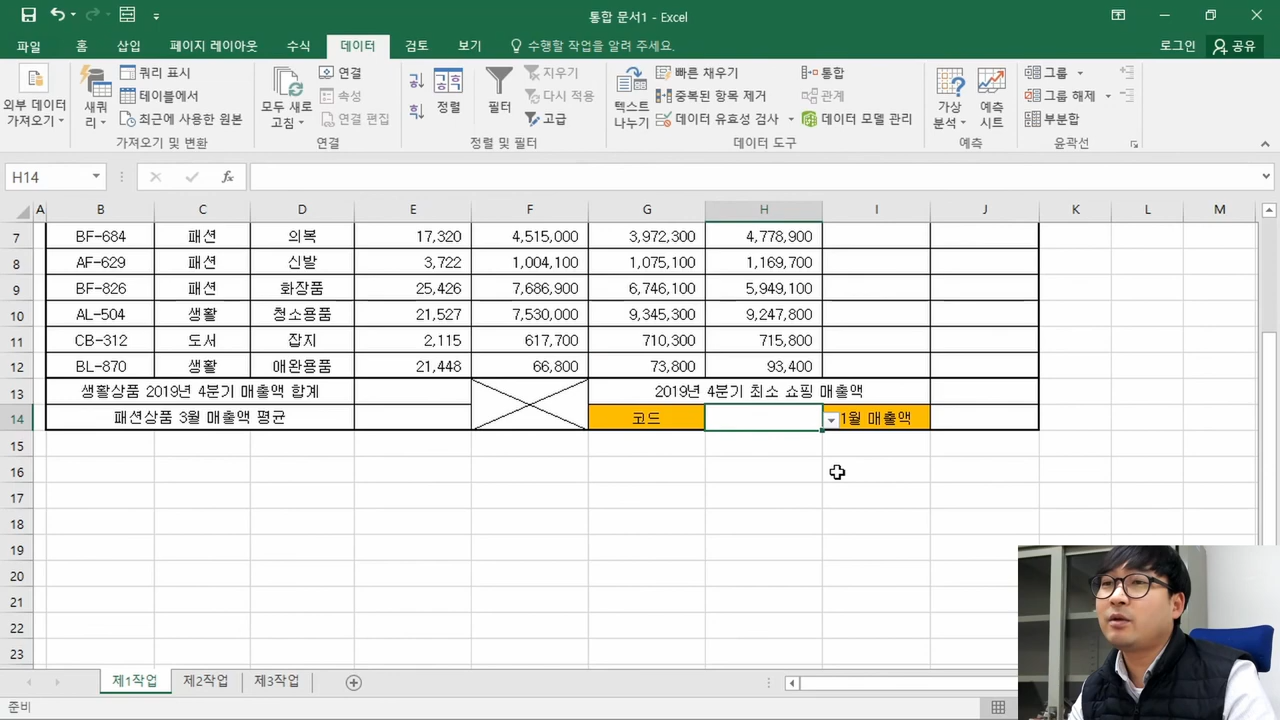 통합 문서1 - Excel
파일 홈 삽입 페이지 레이아웃 수식 데이터 검토 보기 수행할 작업을 알려 주세요. 로그인 공유
외부 데이터 가져오기
새 쿼리
쿼리 표시
테이블에서
최근에 사용한 원본
가져오기 및 변환
모두 새로 고침
연결
속성
연결 편집
연결
정렬
필터
지우기
다시 적용
고급
정렬 및 필터
텍스트 나누기
빠른 채우기
중복된 항목 제거
데이터 유효성 검사
통합
관계
데이터 모델 관리
데이터 도구
가상 분석
예측 시트
예측
그룹
그룹 해제
부분합
윤곽선
H14 fx
A B C D E F G H I J K L M
7 BF-684 패션 의복 17,320 4,515,000 3,972,300 4,778,900
8 AF-629 패션 신발 3,722 1,004,100 1,075,100 1,169,700
9 BF-826 패션 화장품 25,426 7,686,900 6,746,100 5,949,100
10 AL-504 생활 청소용품 21,527 7,530,000 9,345,300 9,247,800
11 CB-312 도서 잡지 2,115 617,700 710,300 715,800
12 BL-870 생활 애완용품 21,448 66,800 73,800 93,400
13 생활상품 2019년 4분기 매출액 합계 2019년 4분기 최소 쇼핑 매출액
14 패션상품 3월 매출액 평균 코드 1월 매출액
15
16
17
18
19
20
21
22
23
제1작업 제2작업 제3작업
준비